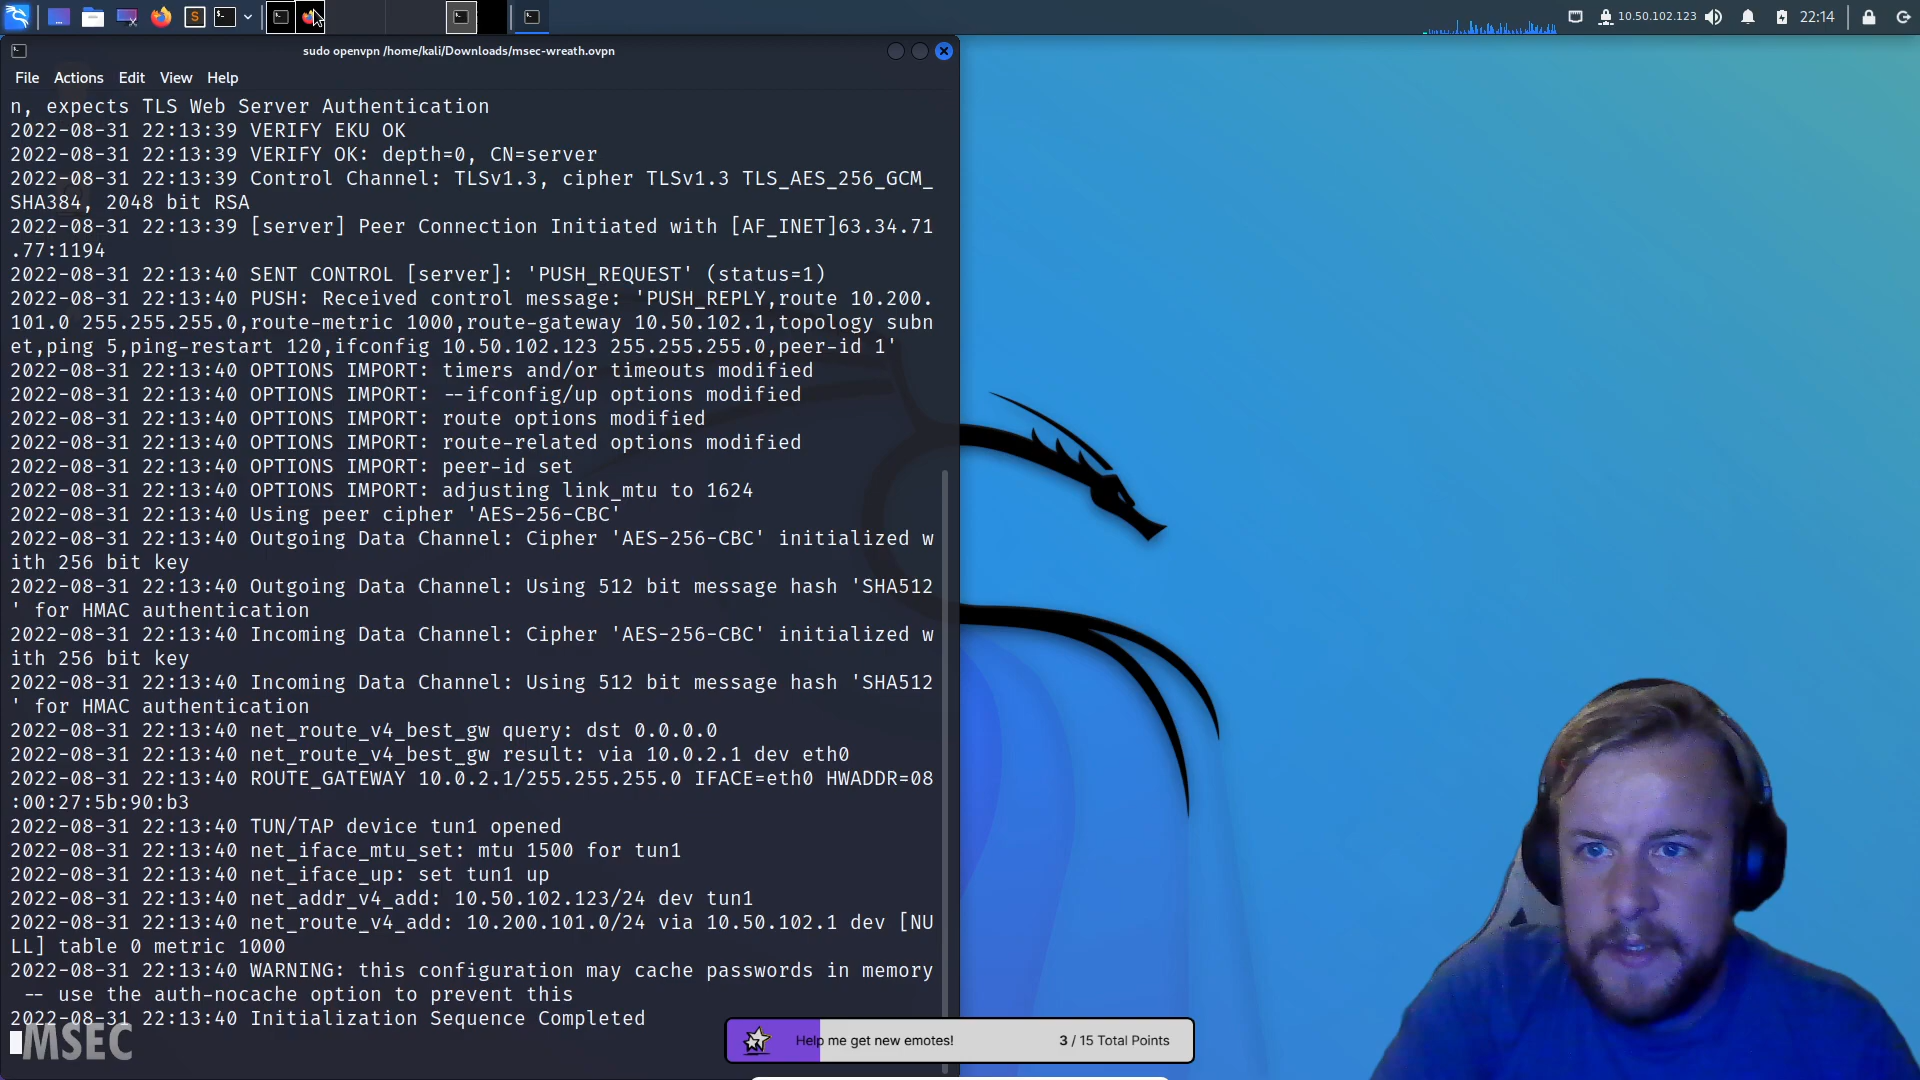 10.50.102.123
22:14
sudo openvpn /home/kali/Downloads/msec-wreath.ovpn
File Actions Edit View Help
n, expects TLS Web Server Authentication
2022-08-31 22:13:39 VERIFY EKU OK
2022-08-31 22:13:39 VERIFY OK: depth=0, CN=server
2022-08-31 22:13:39 Control Channel: TLSv1.3, cipher TLSv1.3 TLS_AES_256_GCM_
SHA384, 2048 bit RSA
2022-08-31 22:13:39 [server] Peer Connection Initiated with [AF_INET]63.34.71
.77:1194
2022-08-31 22:13:40 SENT CONTROL [server]: 'PUSH_REQUEST' (status=1)
2022-08-31 22:13:40 PUSH: Received control message: 'PUSH_REPLY,route 10.200.
101.0 255.255.255.0,route-metric 1000,route-gateway 10.50.102.1,topology subn
et,ping 5,ping-restart 120,ifconfig 10.50.102.123 255.255.255.0,peer-id 1'
2022-08-31 22:13:40 OPTIONS IMPORT: timers and/or timeouts modified
2022-08-31 22:13:40 OPTIONS IMPORT: --ifconfig/up options modified
2022-08-31 22:13:40 OPTIONS IMPORT: route options modified
2022-08-31 22:13:40 OPTIONS IMPORT: route-related options modified
2022-08-31 22:13:40 OPTIONS IMPORT: peer-id set
2022-08-31 22:13:40 OPTIONS IMPORT: adjusting link_mtu to 1624
2022-08-31 22:13:40 Using peer cipher 'AES-256-CBC'
2022-08-31 22:13:40 Outgoing Data Channel: Cipher 'AES-256-CBC' initialized w
ith 256 bit key
2022-08-31 22:13:40 Outgoing Data Channel: Using 512 bit message hash 'SHA512
' for HMAC authentication
2022-08-31 22:13:40 Incoming Data Channel: Cipher 'AES-256-CBC' initialized w
ith 256 bit key
2022-08-31 22:13:40 Incoming Data Channel: Using 512 bit message hash 'SHA512
' for HMAC authentication
2022-08-31 22:13:40 net_route_v4_best_gw query: dst 0.0.0.0
2022-08-31 22:13:40 net_route_v4_best_gw result: via 10.0.2.1 dev eth0
2022-08-31 22:13:40 ROUTE_GATEWAY 10.0.2.1/255.255.255.0 IFACE=eth0 HWADDR=08
:00:27:5b:90:b3
2022-08-31 22:13:40 TUN/TAP device tun1 opened
2022-08-31 22:13:40 net_iface_mtu_set: mtu 1500 for tun1
2022-08-31 22:13:40 net_iface_up: set tun1 up
2022-08-31 22:13:40 net_addr_v4_add: 10.50.102.123/24 dev tun1
2022-08-31 22:13:40 net_route_v4_add: 10.200.101.0/24 via 10.50.102.1 dev [NU
LL] table 0 metric 1000
2022-08-31 22:13:40 WARNING: this configuration may cache passwords in memory
-- use the auth-nocache option to prevent this
2022-08-31 22:13:40 Initialization Sequence Completed
MSEC
Help me get new emotes! 3 / 15 Total Points